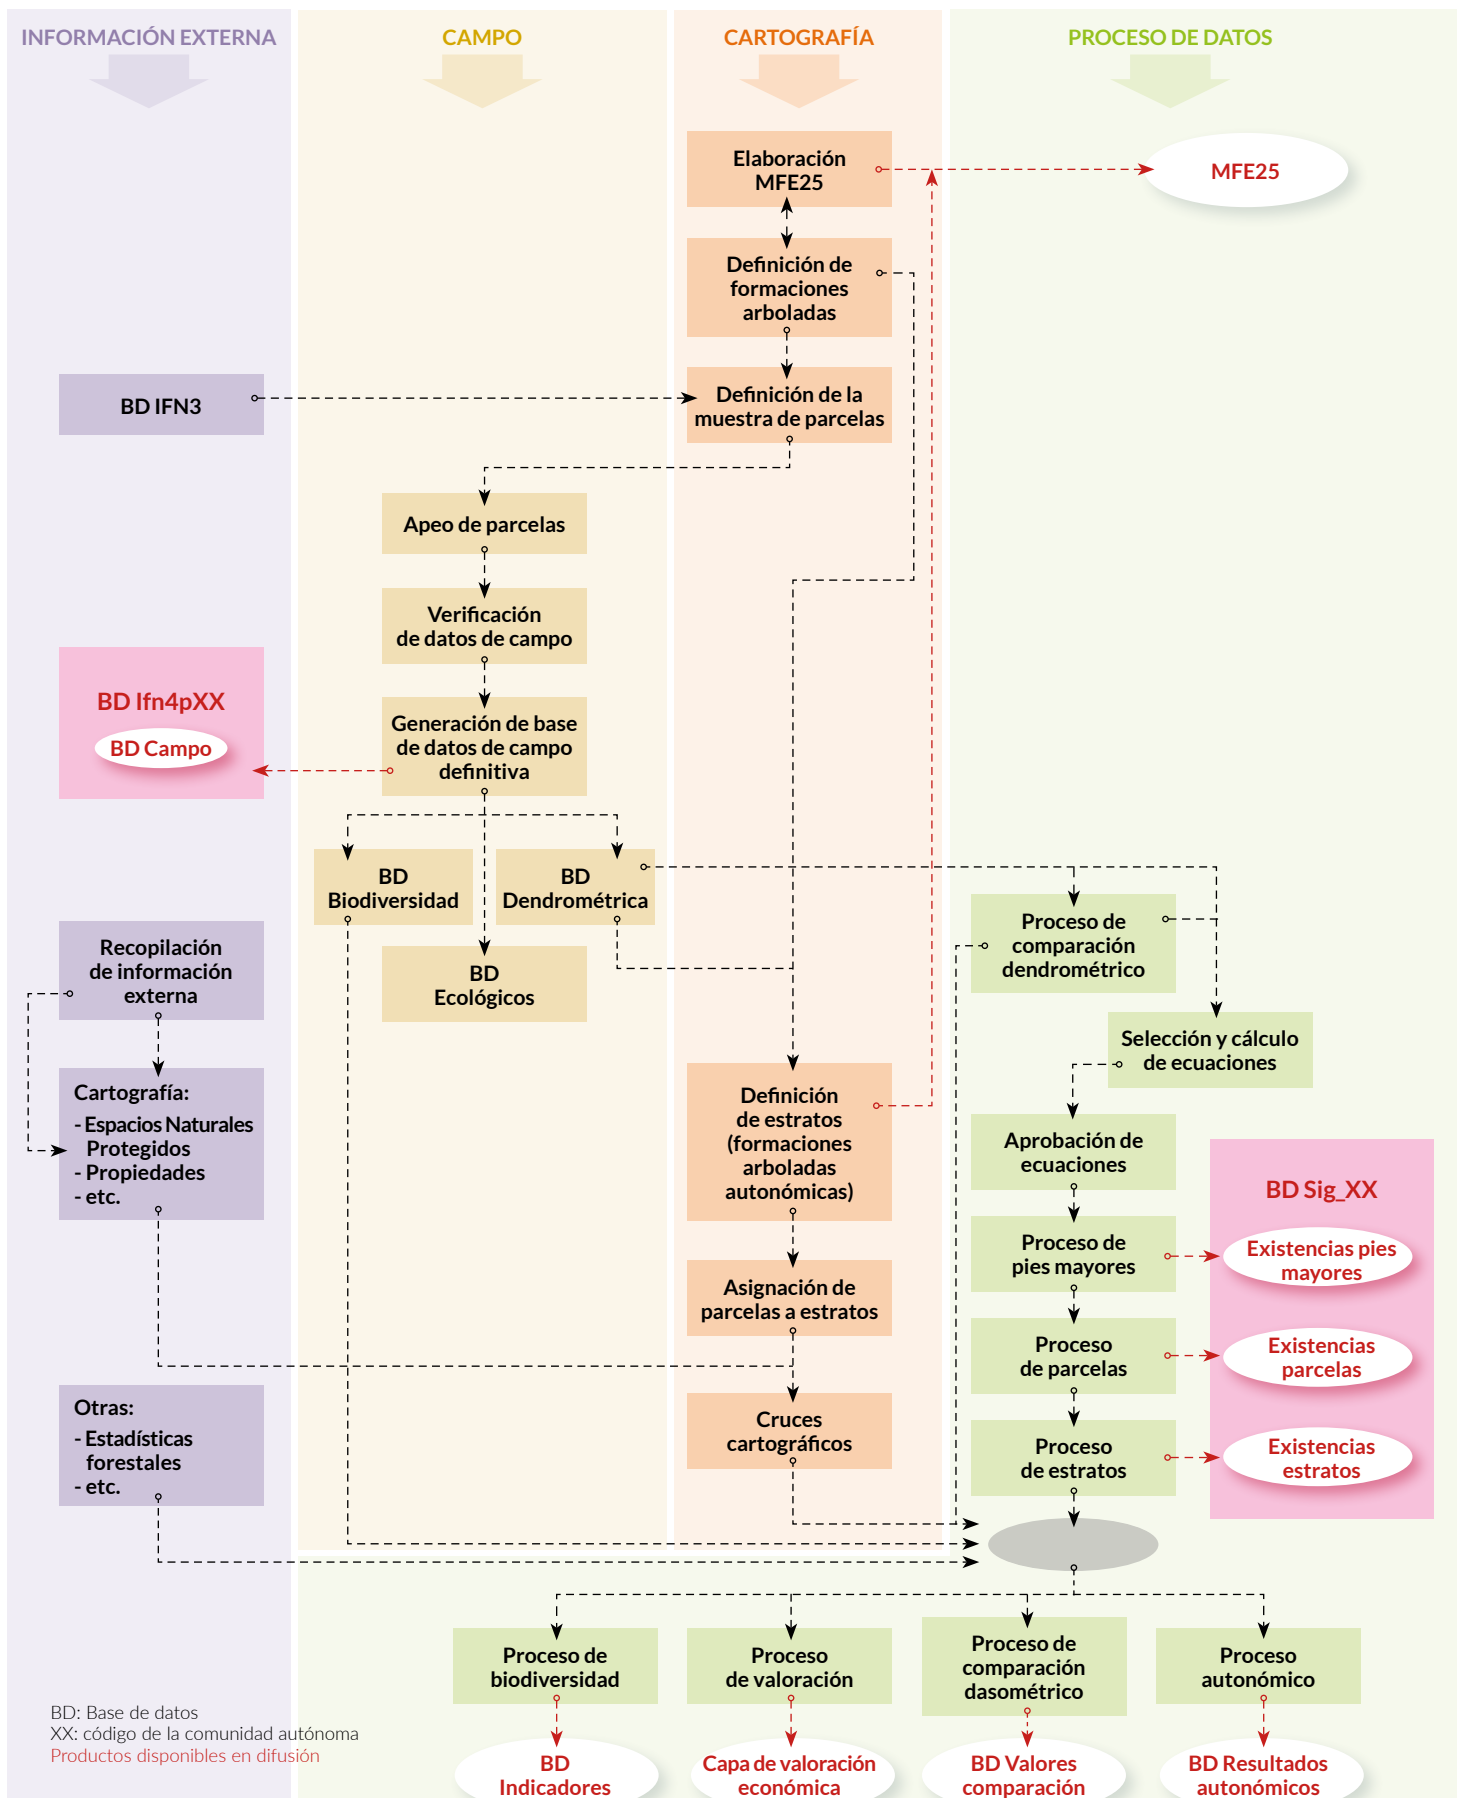 INFORMACIÓN EXTERNA
CAMPO
CARTOGRAFÍA
PROCESO DE DATOS
Elaboración
MFE25
MFE25
Definición de
formaciones
arboladas
BD IFN3
Definición de la
muestra de parcelas
Apeo de parcelas
Verificación
de datos de campo
BD Ifn4pXX
BD Campo
Generación de base
de datos de campo
definitiva
BD
Biodiversidad
BD
Dendrométrica
BD
Ecológicos
Proceso de
comparación
dendrométrico
Recopilación
de información
externa
Selección y cálculo
de ecuaciones
Cartografía:
- Espacios Naturales
Protegidos
- Propiedades
- etc.
Definición
de estratos
(formaciones
arboladas
autonómicas)
Aprobación de
ecuaciones
BD Sig_XX
Proceso de
pies mayores
Existencias pies
mayores
Asignación de
parcelas a estratos
Proceso
de parcelas
Existencias
parcelas
Otras:
- Estadísticas
forestales
- etc.
Cruces
cartográficos
Proceso
de estratos
Existencias
estratos
Proceso de
biodiversidad
Proceso
de valoración
Proceso de
comparación
dasométrico
Proceso
autonómico
BD: Base de datos
XX: código de la comunidad autónoma
Productos disponibles en difusión
BD
Indicadores
Capa de valoración
económica
BD Valores
comparación
BD Resultados
autonómicos